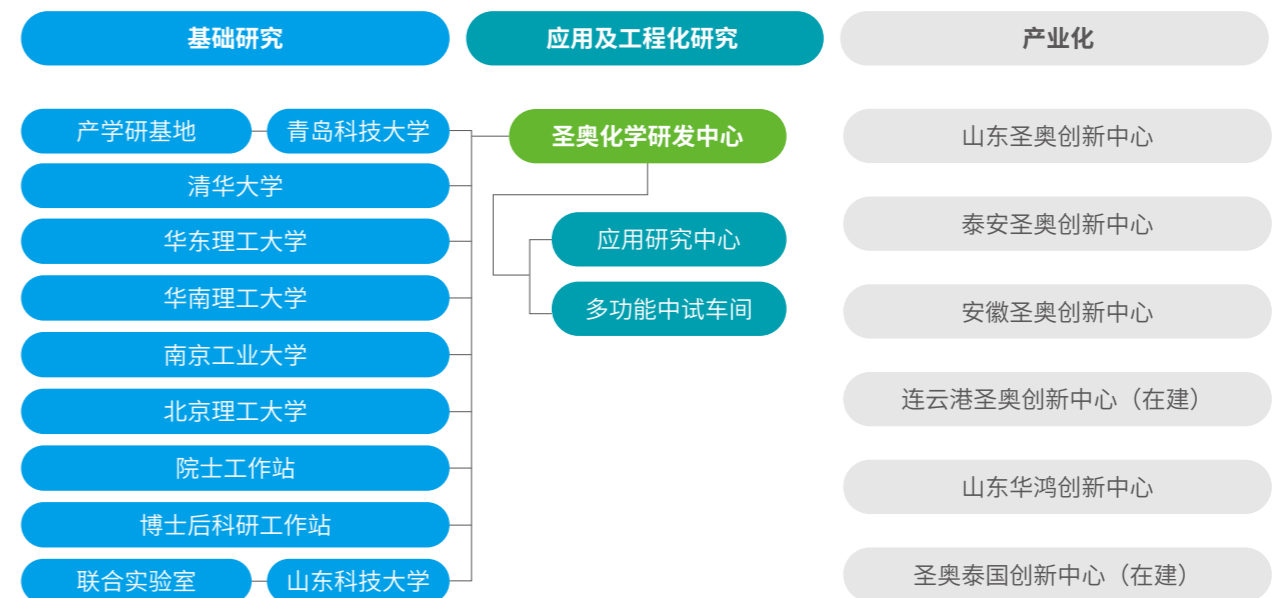 基础研究
应用及工程化研究
产业化
产学研基地
青岛科技大学
清华大学
华东理工大学
华南理工大学
南京工业大学
北京理工大学
院士工作站
博士后科研工作站
联合实验室
山东科技大学
圣奥化学研发中心
应用研究中心
多功能中试车间
山东圣奥创新中心
泰安圣奥创新中心
安徽圣奥创新中心
连云港圣奥创新中心（在建）
山东华鸿创新中心
圣奥泰国创新中心（在建）